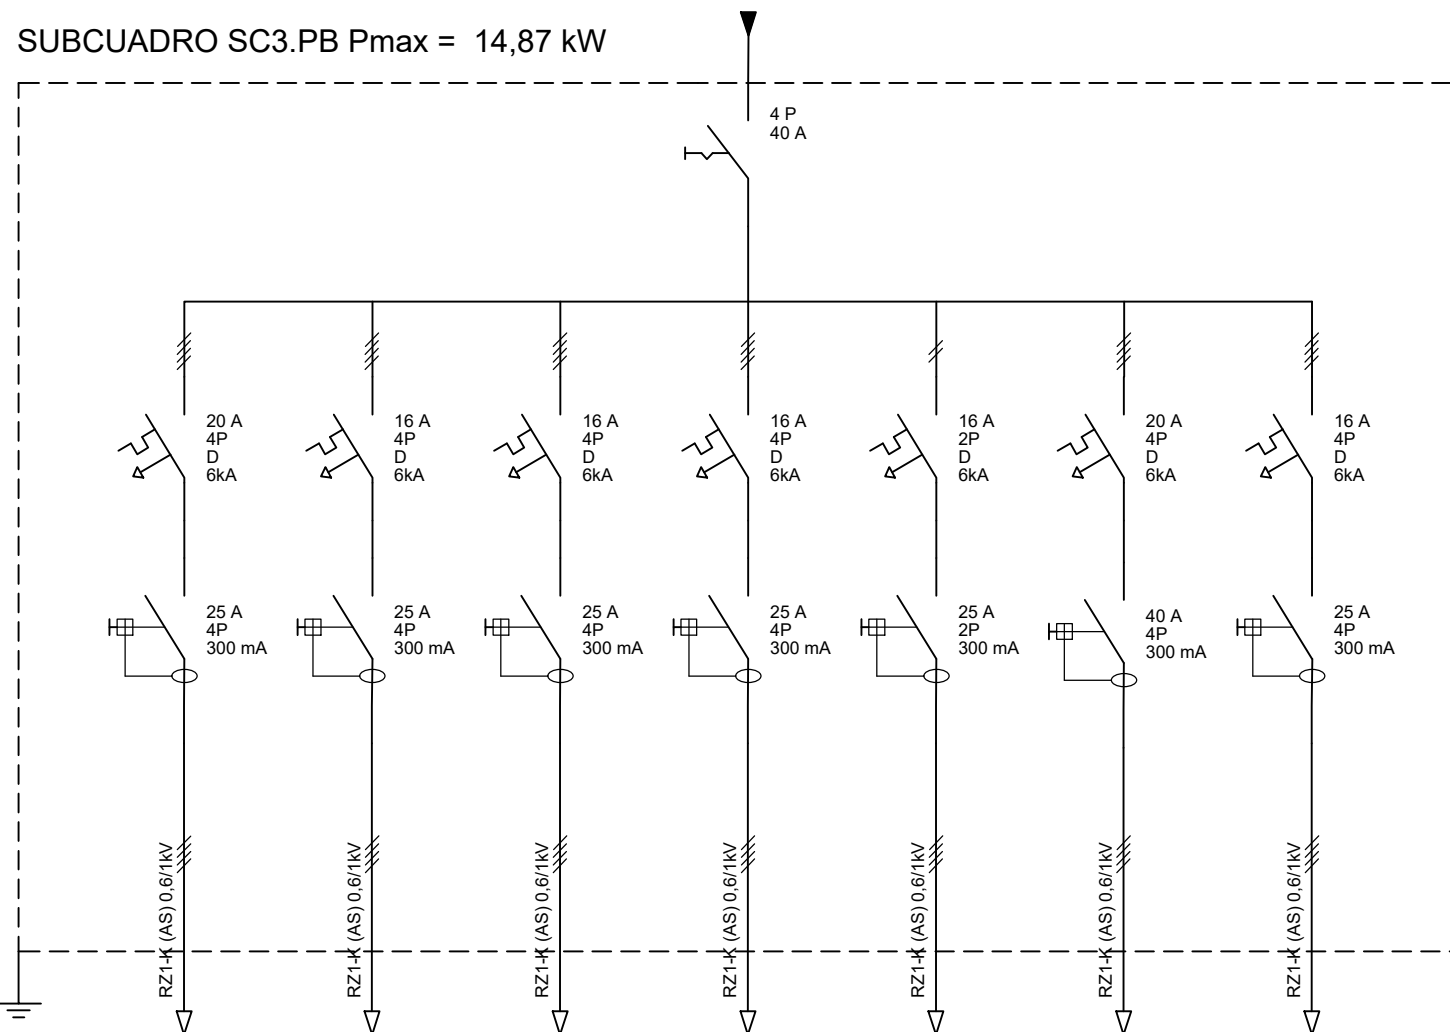 SUBCUADRO SC3.PB Pmax = 14,87 kW
4 P
40 A
20 A
4P
D
6kA
16 A
4P
D
6kA
16 A
4P
D
6kA
16 A
4P
D
6kA
16 A
2P
D
6kA
20 A
4P
D
6kA
16 A
4P
D
6kA
25 A
4P
300 mA
25 A
4P
300 mA
25 A
4P
300 mA
25 A
4P
300 mA
25 A
2P
300 mA
40 A
4P
300 mA
25 A
4P
300 mA
RZ1-K (AS) 0,6/1kV
RZ1-K (AS) 0,6/1kV
RZ1-K (AS) 0,6/1kV
RZ1-K (AS) 0,6/1kV
RZ1-K (AS) 0,6/1kV
RZ1-K (AS) 0,6/1kV
RZ1-K (AS) 0,6/1kV